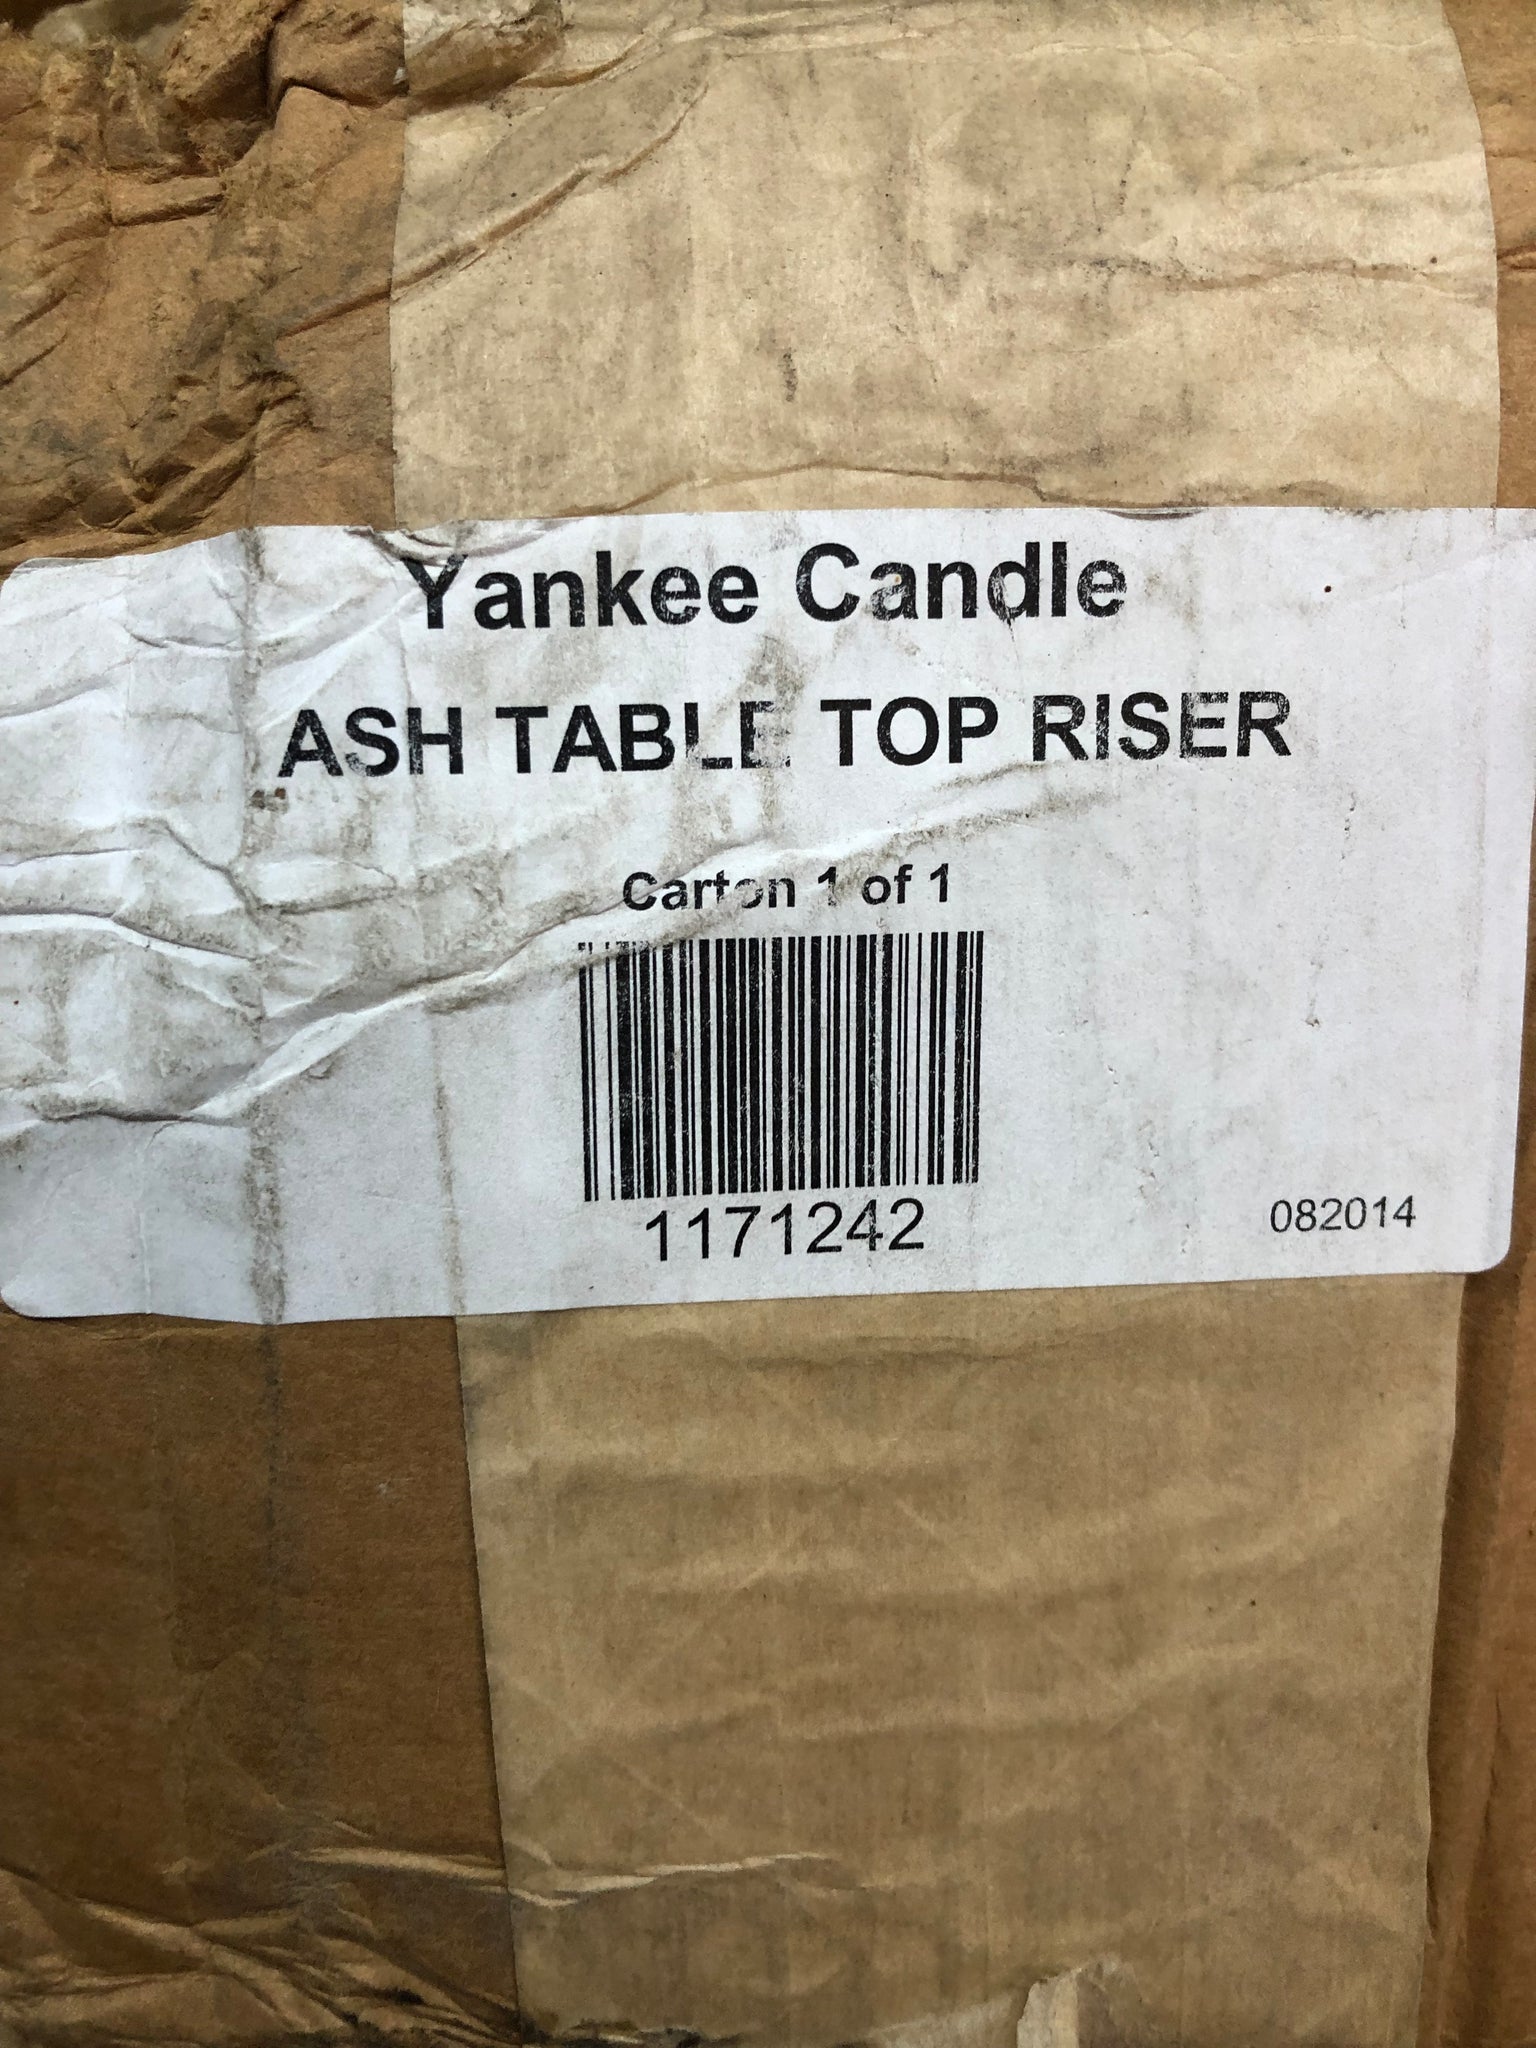 Yankee Candle
ASH TABLE TOP RISER
Carton 1 of 1
1171242
082014